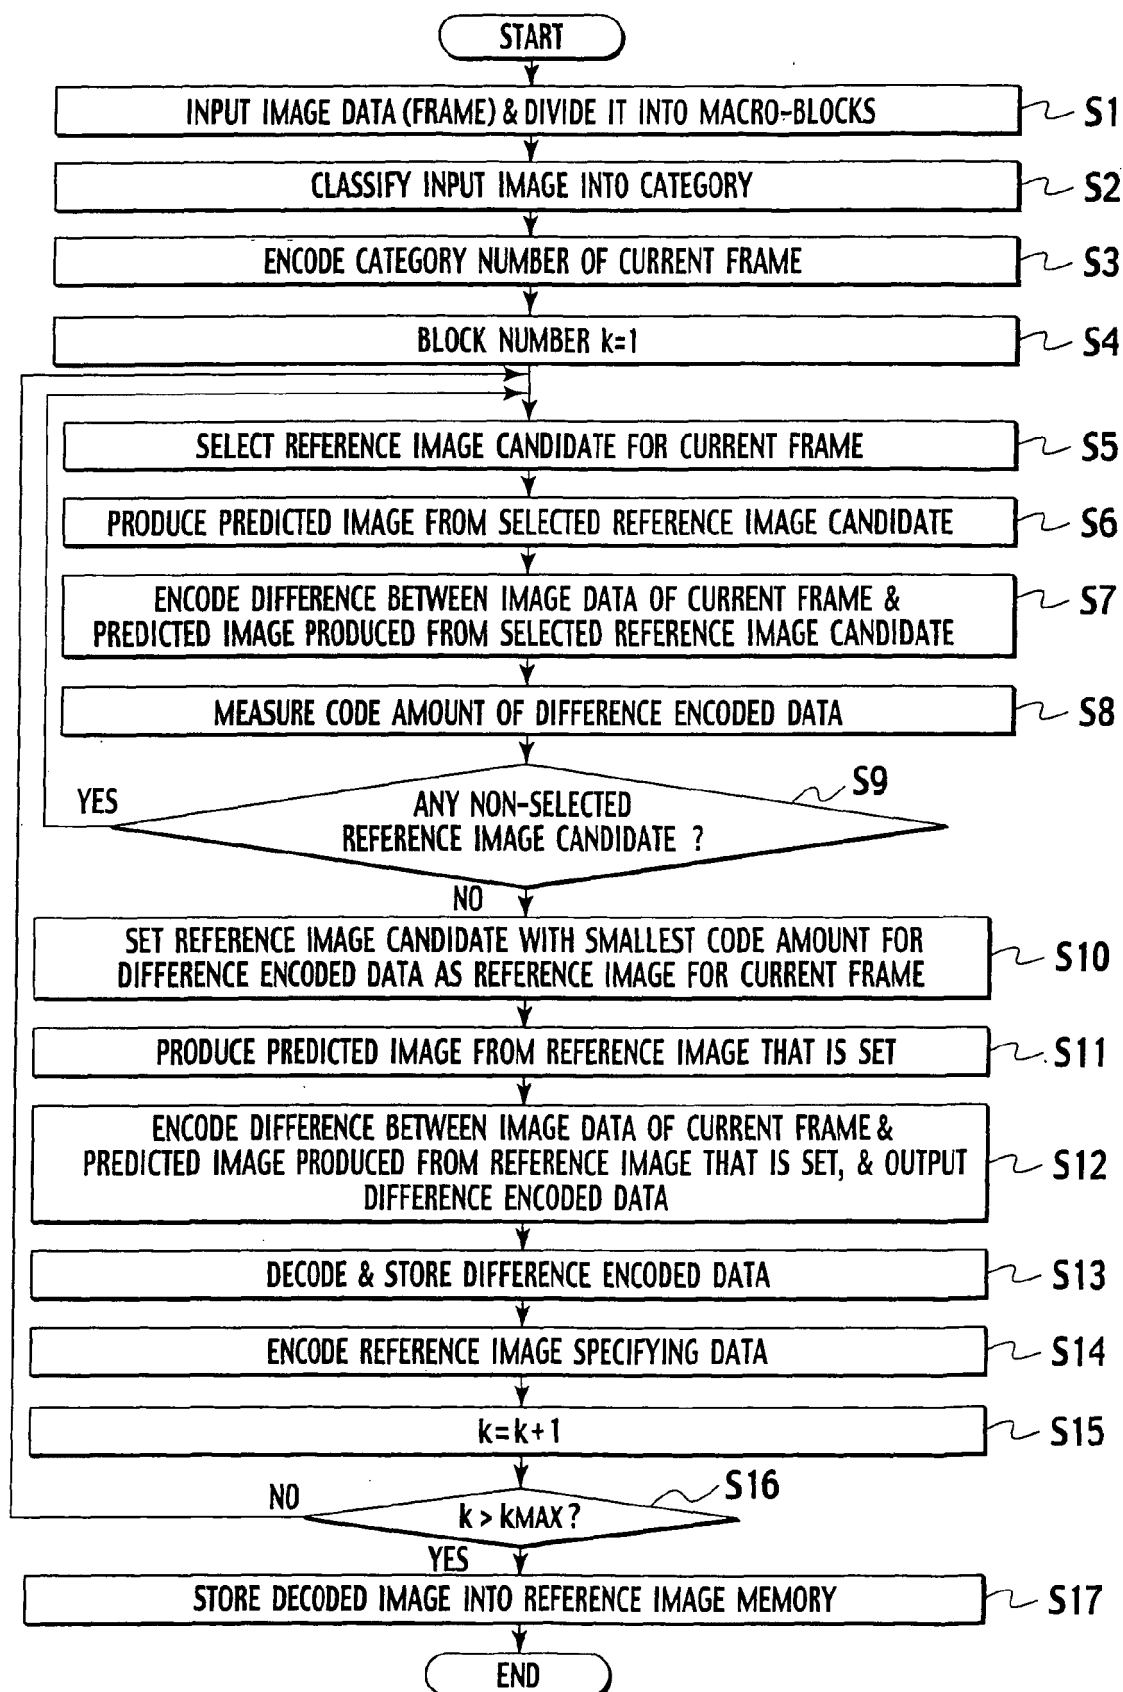 START
INPUT IMAGE DATA (FRAME) & DIVIDE IT INTO MACRO-BLOCKS
S1
CLASSIFY INPUT IMAGE INTO CATEGORY
S2
ENCODE CATEGORY NUMBER OF CURRENT FRAME
S3
BLOCK NUMBER k=1
S4
SELECT REFERENCE IMAGE CANDIDATE FOR CURRENT FRAME
S5
PRODUCE PREDICTED IMAGE FROM SELECTED REFERENCE IMAGE CANDIDATE
S6
ENCODE DIFFERENCE BETWEEN IMAGE DATA OF CURRENT FRAME &
PREDICTED IMAGE PRODUCED FROM SELECTED REFERENCE IMAGE CANDIDATE
S7
MEASURE CODE AMOUNT OF DIFFERENCE ENCODED DATA
S8
YES
ANY NON-SELECTED
REFERENCE IMAGE CANDIDATE ?
S9
NO
SET REFERENCE IMAGE CANDIDATE WITH SMALLEST CODE AMOUNT FOR
DIFFERENCE ENCODED DATA AS REFERENCE IMAGE FOR CURRENT FRAME
S10
PRODUCE PREDICTED IMAGE FROM REFERENCE IMAGE THAT IS SET
S11
ENCODE DIFFERENCE BETWEEN IMAGE DATA OF CURRENT FRAME &
PREDICTED IMAGE PRODUCED FROM REFERENCE IMAGE THAT IS SET, & OUTPUT
DIFFERENCE ENCODED DATA
S12
DECODE & STORE DIFFERENCE ENCODED DATA
S13
ENCODE REFERENCE IMAGE SPECIFYING DATA
S14
k=k+1
S15
NO
k > kMAX ?
S16
YES
STORE DECODED IMAGE INTO REFERENCE IMAGE MEMORY
S17
END